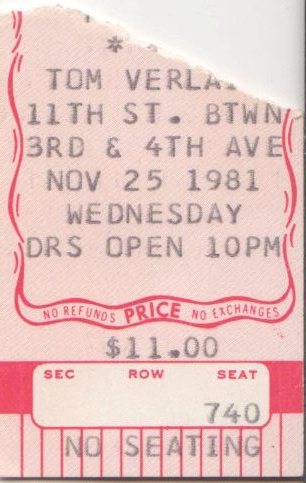 *
TOM VERLA
11TH ST. BTWN
3RD & 4TH AVE
NOV 25 1981
WEDNESDAY
DRS OPEN 10PM
NO REFUNDS PRICE NO EXCHANGES
$11.00
SEC ROW SEAT
740
NO SEATING